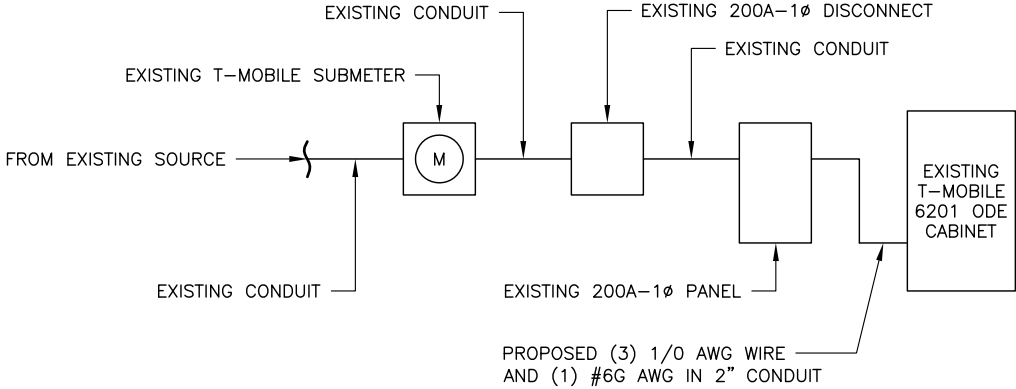 EXISTING CONDUIT
EXISTING 200A-1ø DISCONNECT
EXISTING CONDUIT
EXISTING T-MOBILE SUBMETER
FROM EXISTING SOURCE
M
EXISTING
T-MOBILE
6201 ODE
CABINET
EXISTING CONDUIT
EXISTING 200A-1ø PANEL
PROPOSED (3) 1/0 AWG WIRE
AND (1) #6G AWG IN 2" CONDUIT